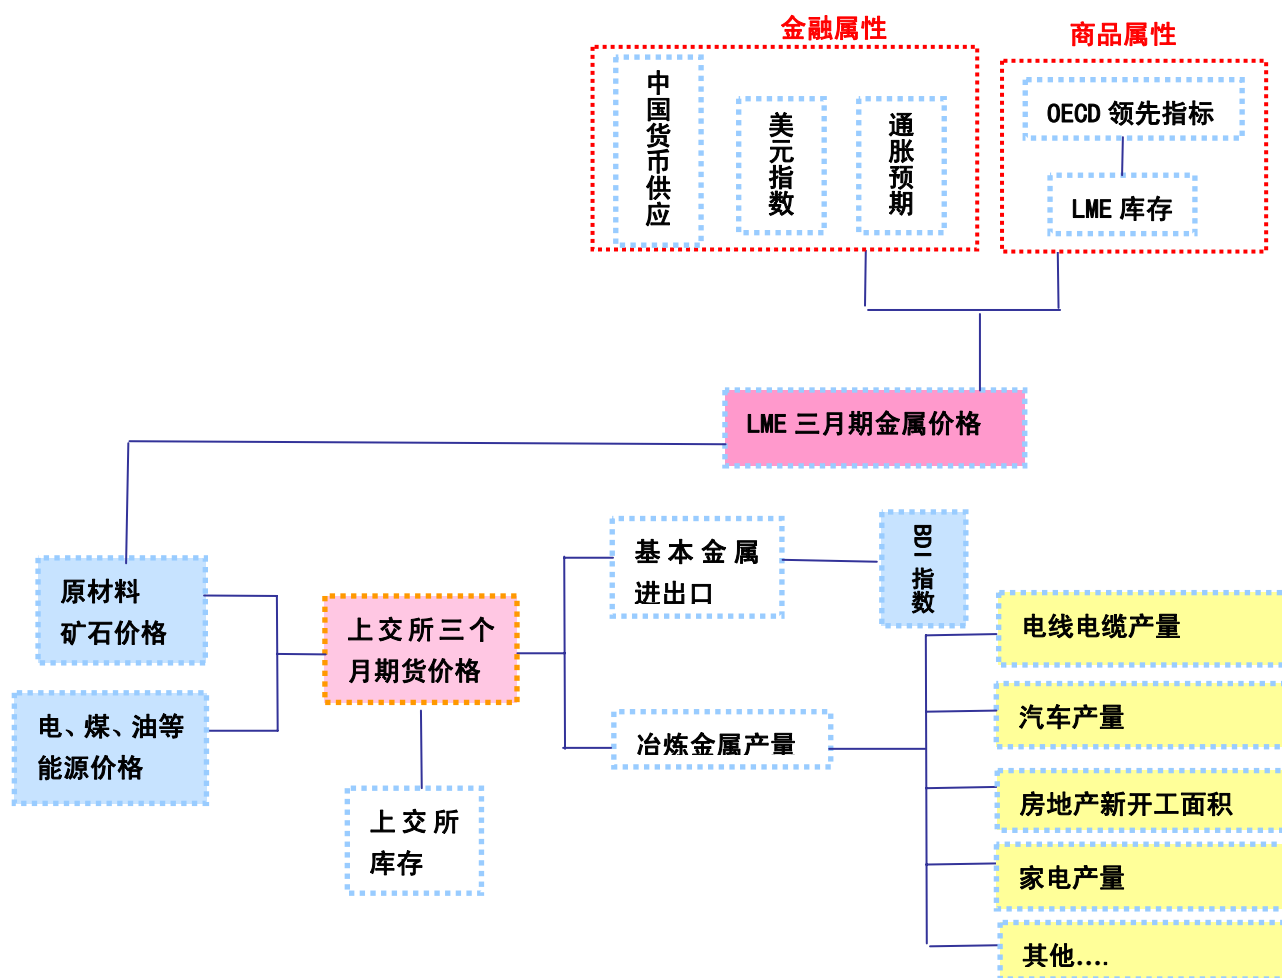 金融属性
商品属性
中国货币供应
美元指数
通胀预期
OECD 领先指标
LME 库存
LME 三月期金属价格
原材料
矿石价格
电、煤、油等
能源价格
上交所三个
月期货价格
上交所
库存
基本金属
进出口
BDI 指数
冶炼金属产量
电线电缆产量
汽车产量
房地产新开工面积
家电产量
其他....